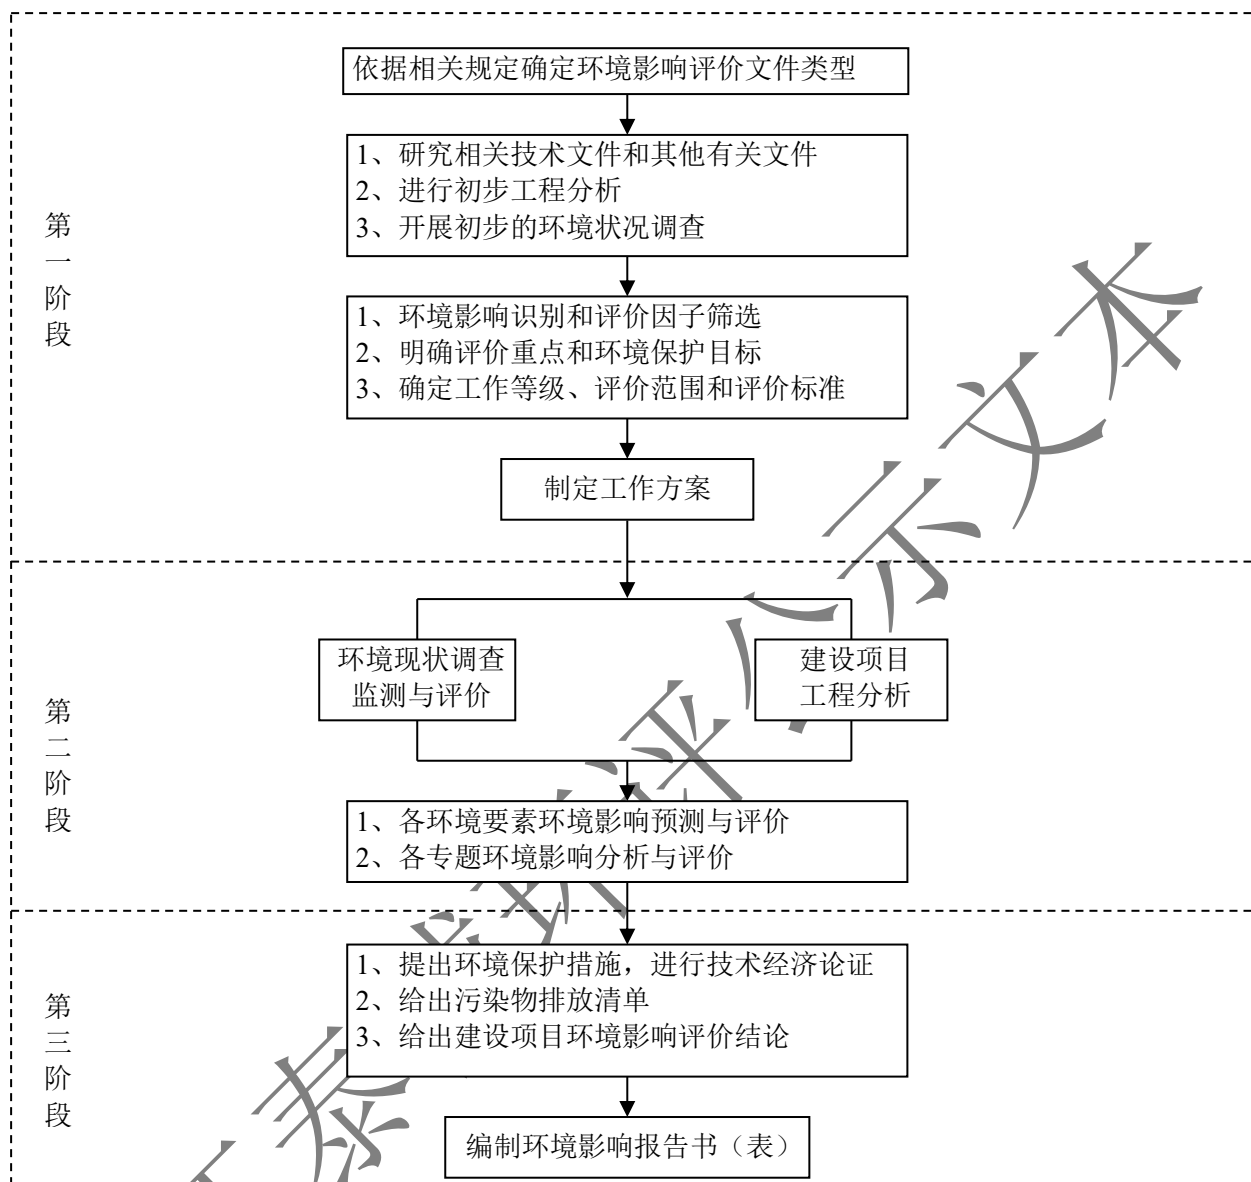 依据相关规定确定环境影响评价文件类型
1、研究相关技术文件和其他有关文件
2、进行初步工程分析
3、开展初步的环境状况调查
第一阶段
1、环境影响识别和评价因子筛选
2、明确评价重点和环境保护目标
3、确定工作等级、评价范围和评价标准
制定工作方案
环境现状调查
监测与评价
建设项目
工程分析
第二阶段
1、各环境要素环境影响预测与评价
2、各专题环境影响分析与评价
1、提出环境保护措施，进行技术经济论证
2、给出污染物排放清单
3、给出建设项目环境影响评价结论
第三阶段
编制环境影响报告书（表）
泰诚环评公示文本